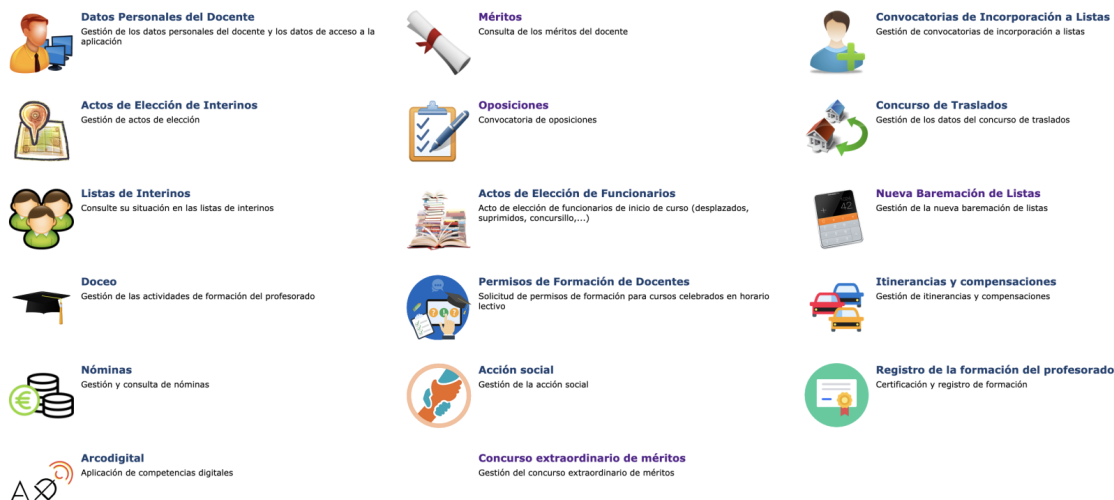 Datos Personales del Docente
Gestión de los datos personales del docente y los datos de acceso a la
aplicación
Méritos
Consulta de los méritos del docente
Convocatorias de Incorporación a Listas
Gestión de convocatorias de incorporación a listas
Actos de Elección de Interinos
Gestión de actos de elección
Oposiciones
Convocatoria de oposiciones
Concurso de Traslados
Gestión de los datos del concurso de traslados
Listas de Interinos
Consulte su situación en las listas de interinos
Actos de Elección de Funcionarios
Acto de elección de funcionarios de inicio de curso (desplazados,
suprimidos, concursillo,...)
Nueva Baremación de Listas
Gestión de la nueva baremación de listas
Doceo
Gestión de las actividades de formación del profesorado
Permisos de Formación de Docentes
Solicitud de permisos de formación para cursos celebrados en horario
lectivo
Itinerancias y compensaciones
Gestión de itinerancias y compensaciones
Nóminas
Gestión y consulta de nóminas
Acción social
Gestión de la acción social
Registro de la formación del profesorado
Certificación y registro de formación
Arcodigital
Aplicación de competencias digitales
Concurso extraordinario de méritos
Gestión del concurso extraordinario de méritos